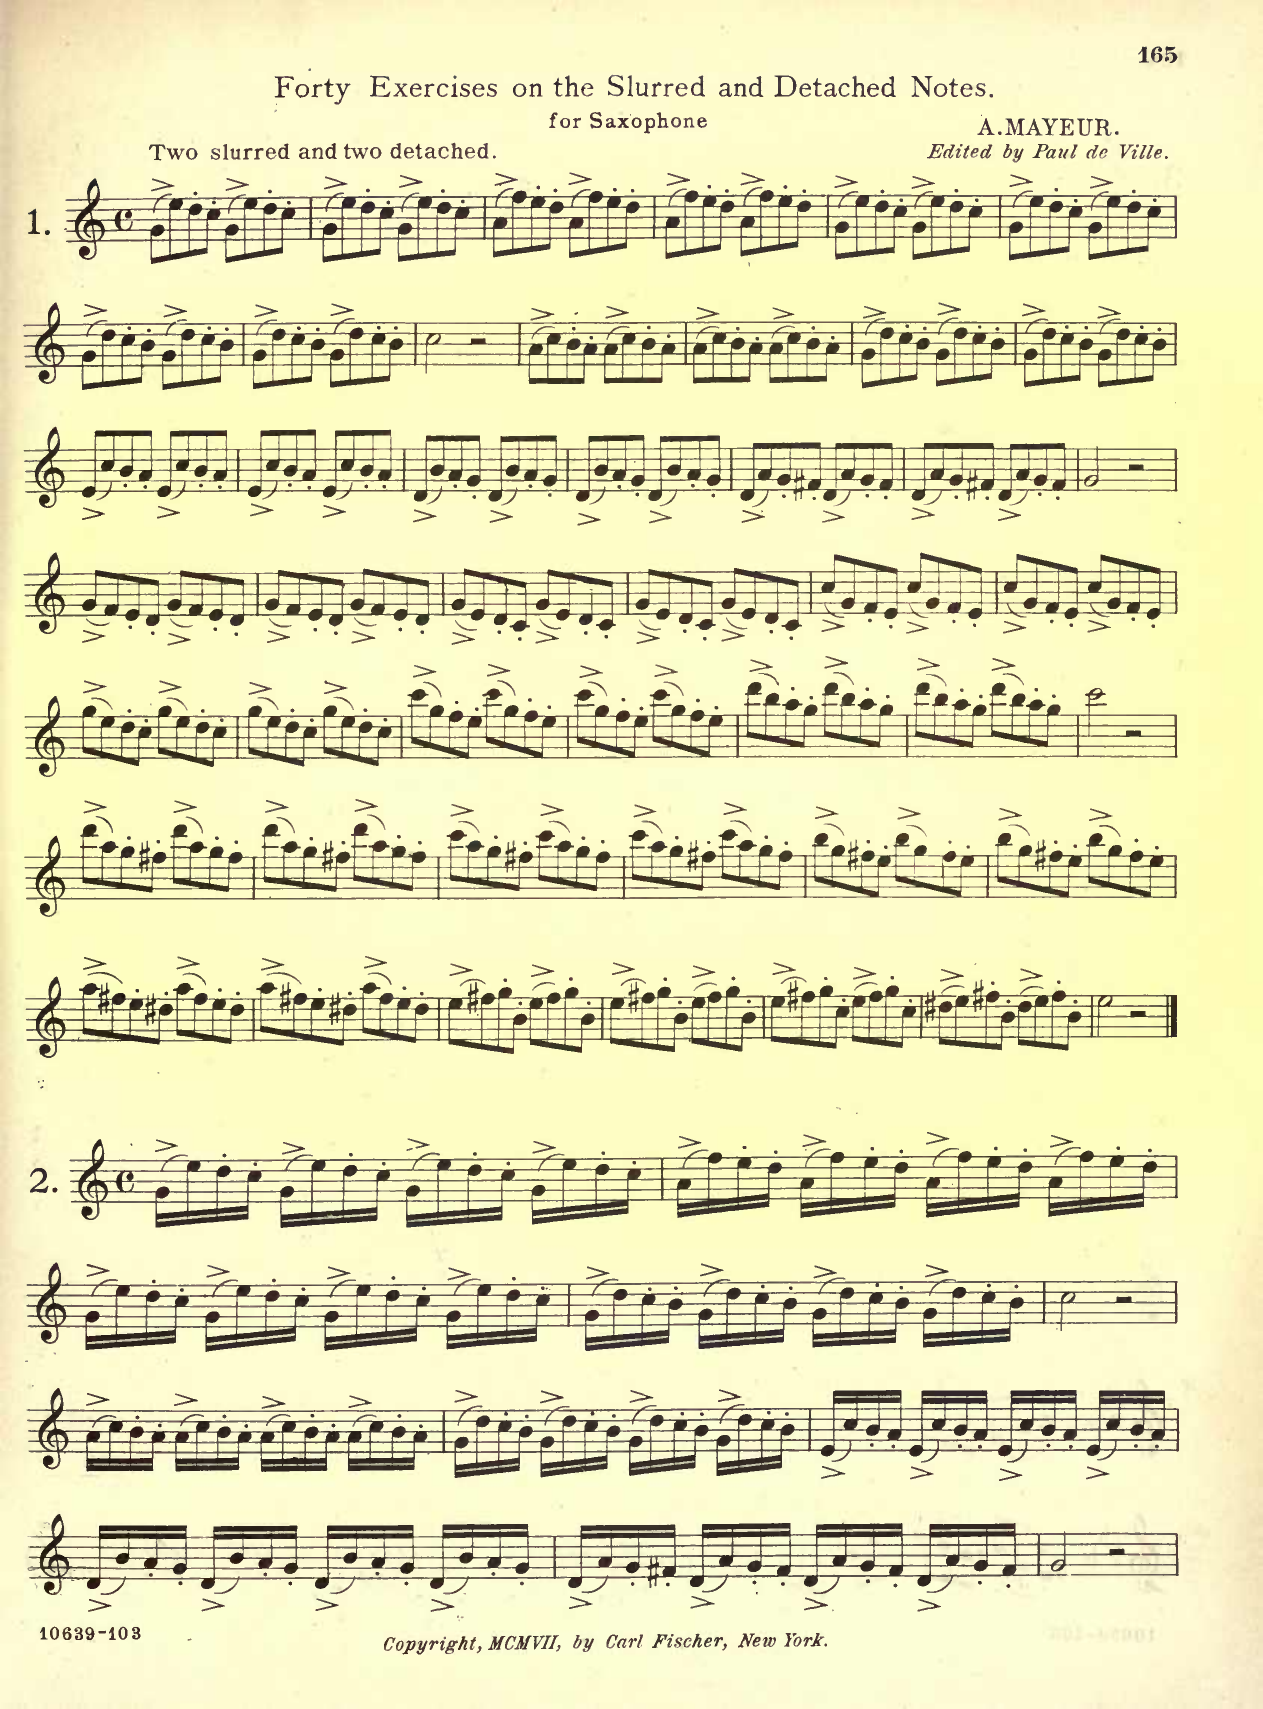 165
Forty Exercises on the Slurred and Detached Notes.
for Saxophone
A.MAYEUR.
Two slurred and two detached.
Edited by Paul de Ville.
1.
2.
10639-103
Copyright, MCMVII, by Carl Fischer, New York.